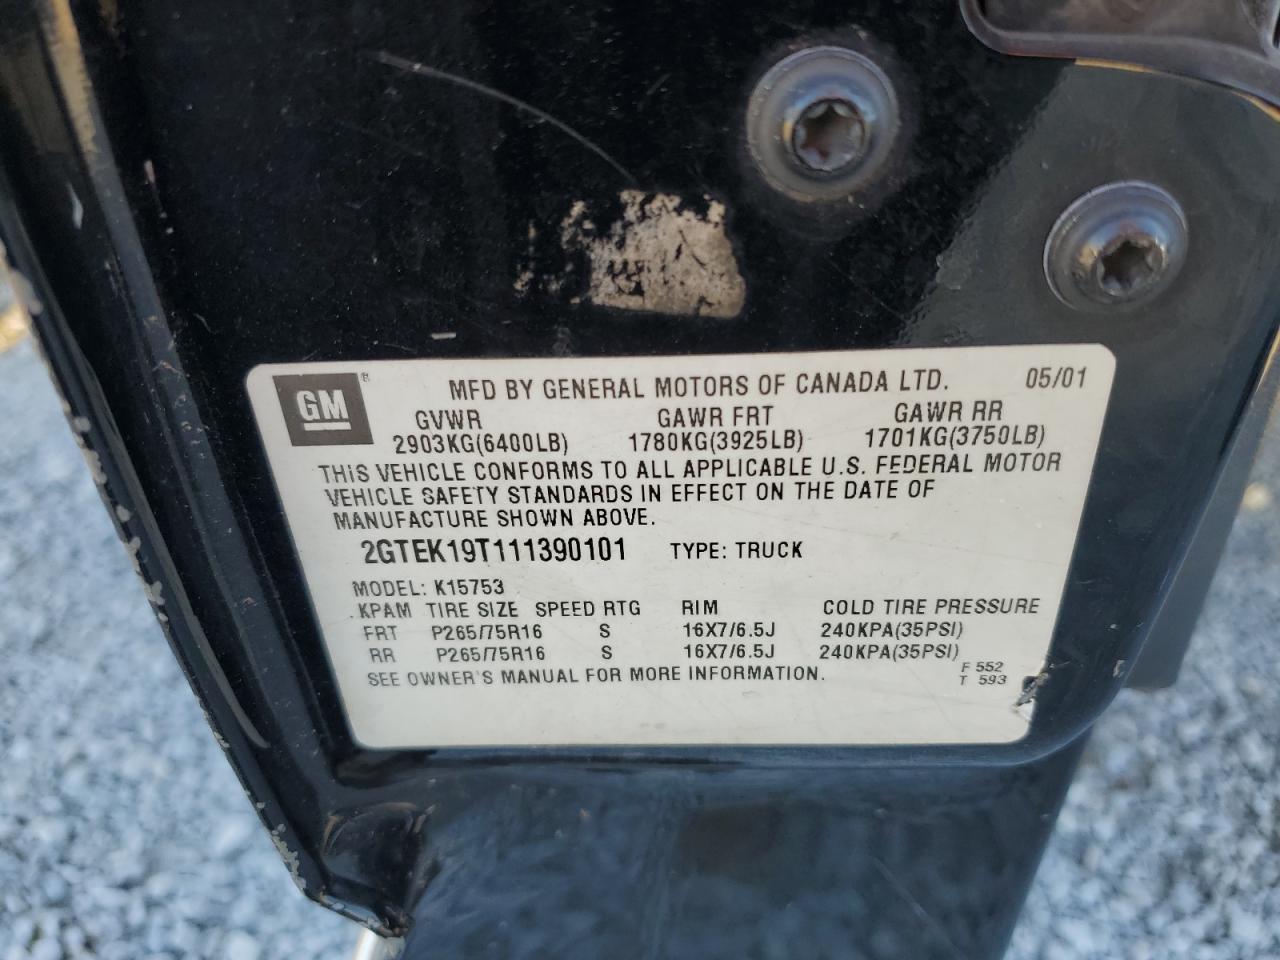 GM ® MFD BY GENERAL MOTORS OF CANADA LTD. 05/01
GVWR GAWR FRT GAWR RR
2903KG(6400LB) 1780KG(3925LB) 1701KG(3750LB)
THIS VEHICLE CONFORMS TO ALL APPLICABLE U.S. FEDERAL MOTOR
VEHICLE SAFETY STANDARDS IN EFFECT ON THE DATE OF
MANUFACTURE SHOWN ABOVE.
2GTEK19T111390101 TYPE: TRUCK
MODEL: K15753
.KPAM TIRE SIZE SPEED RTG RIM COLD TIRE PRESSURE
FRT P265/75R16 S 16X7/6.5J 240KPA(35PSI)
RR P265/75R16 S 16X7/6.5J 240KPA(35PSI)
SEE OWNER'S MANUAL FOR MORE INFORMATION.
F 552
T 593